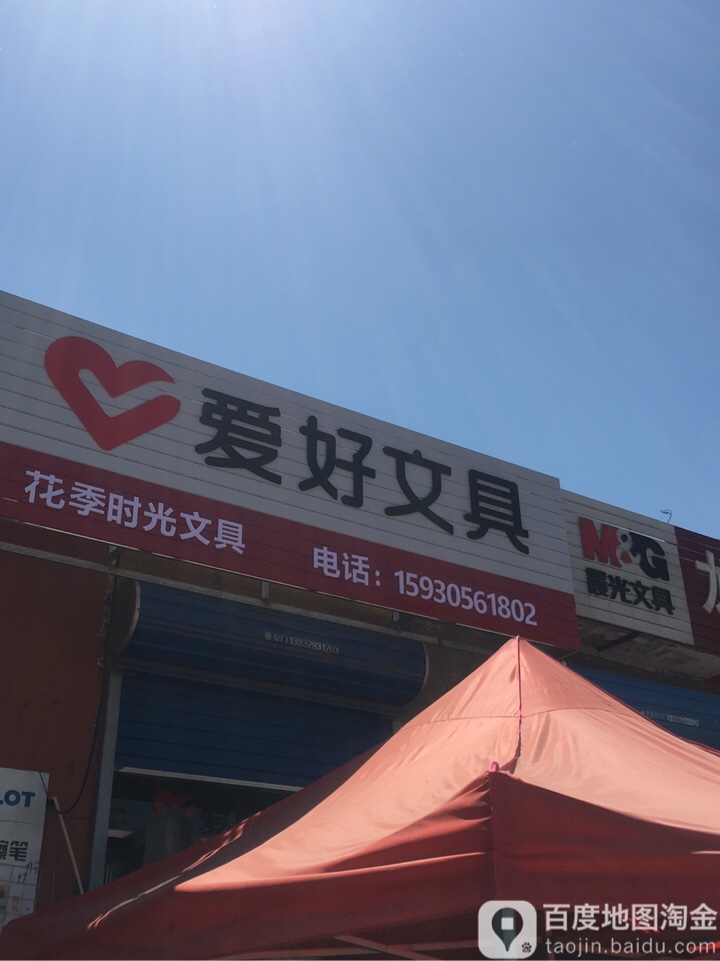 爱好文具
花季时光文具
电话：15930561802
M&G
晨光文具
LOT
百度地图淘金
taojin.baidu.com